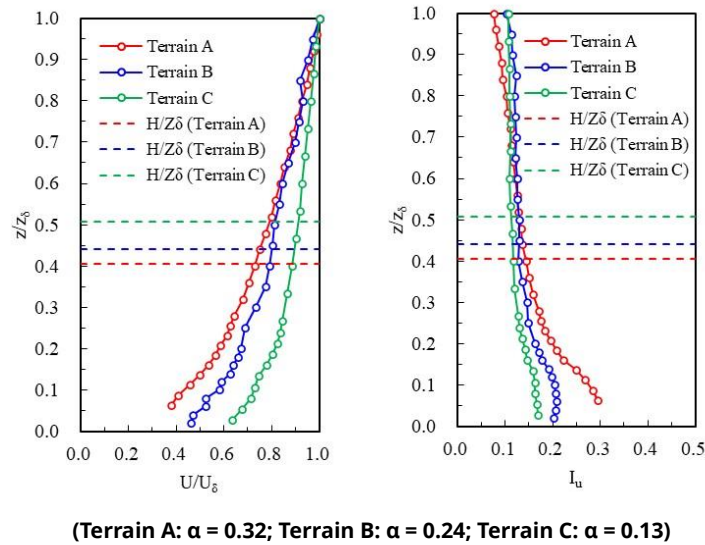 1.0
0.9
0.8
0.7
0.6
0.5
0.4
0.3
0.2
0.1
0.0
z/zδ
Terrain A
Terrain B
Terrain C
H/Zδ (Terrain A)
H/Zδ (Terrain B)
H/Zδ (Terrain C)
0.0 0.2 0.4 0.6 0.8 1.0
U/Uδ
1.0
0.9
0.8
0.7
0.6
0.5
0.4
0.3
0.2
0.1
0.0
z/zδ
Terrain A
Terrain B
Terrain C
H/Zδ (Terrain A)
H/Zδ (Terrain B)
H/Zδ (Terrain C)
0.0 0.1 0.2 0.3 0.4 0.5
Iu
(Terrain A: α = 0.32; Terrain B: α = 0.24; Terrain C: α = 0.13)